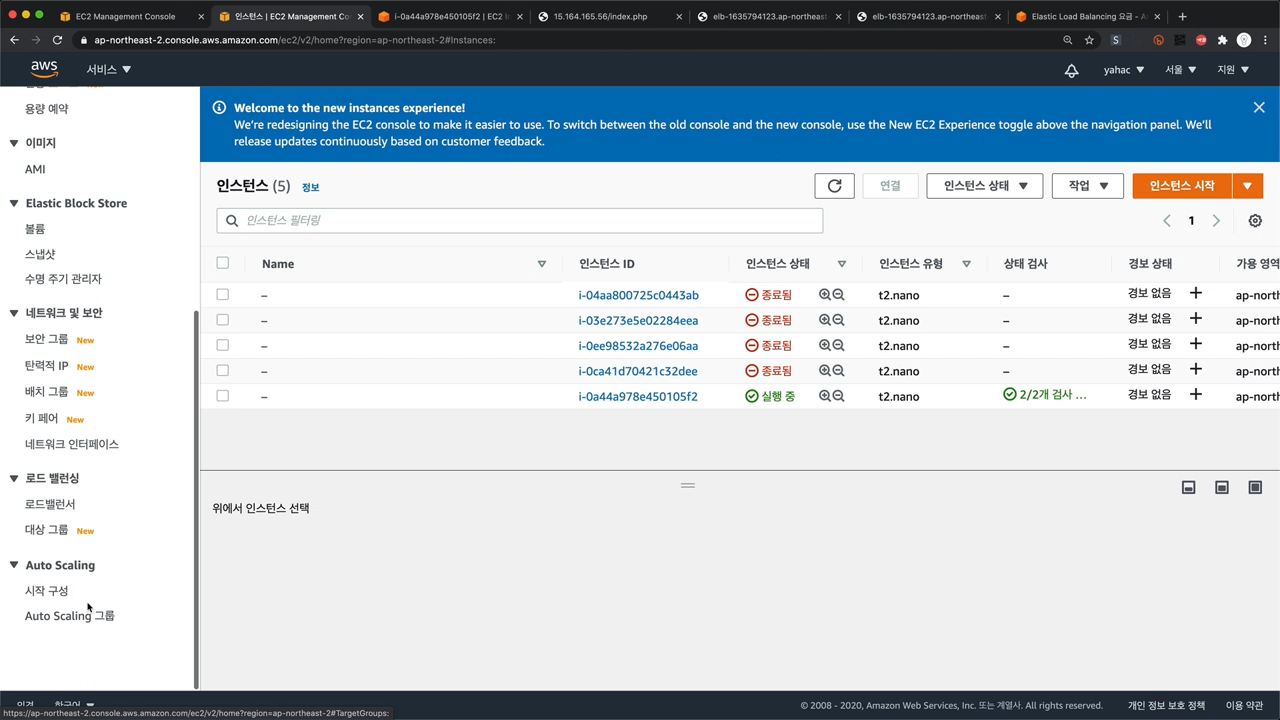 EC2 Management Console
인스턴스 | EC2 Management Co
i-0a44a978e450105f2 | EC2 In
15.164.165.56/index.php
elb-1635794123.ap-northeast-
elb-1635794123.ap-northeast-
Elastic Load Balancing 요금 - A
ap-northeast-2.console.aws.amazon.com/ec2/v2/home?region=ap-northeast-2#Instances:
aws
서비스
yahac
서울
지원
용량 예약
이미지
AMI
Elastic Block Store
볼륨
스냅샷
수명 주기 관리자
네트워크 및 보안
보안 그룹 New
탄력적 IP New
배치 그룹 New
키 페어 New
네트워크 인터페이스
로드 밸런싱
로드밸런서
대상 그룹 New
Auto Scaling
시작 구성
Auto Scaling 그룹
Welcome to the new instances experience!
We're redesigning the EC2 console to make it easier to use. To switch between the old console and the new console, use the New EC2 Experience toggle above the navigation panel. We'll
release updates continuously based on customer feedback.
인스턴스 (5) 정보
연결
인스턴스 상태
작업
인스턴스 시작
인스턴스 필터링
1
Name 인스턴스 ID 인스턴스 상태 인스턴스 유형 상태 검사 경보 상태 가용 영역
– i-04aa800725c0443ab 종료됨 t2.nano – 경보 없음 + ap-north
– i-03e273e5e02284eea 종료됨 t2.nano – 경보 없음 + ap-north
– i-0ee98532a276e06aa 종료됨 t2.nano – 경보 없음 + ap-north
– i-0ca41d70421c32dee 종료됨 t2.nano – 경보 없음 + ap-north
– i-0a44a978e450105f2 실행 중 t2.nano 2/2개 검사 ... 경보 없음 + ap-north
위에서 인스턴스 선택
한국어
© 2008 - 2020, Amazon Web Services, Inc. 또는 계열사. All rights reserved.
개인 정보 보호 정책
이용 약관
https://ap-northeast-2.console.aws.amazon.com/ec2/v2/home?region=ap-northeast-2#TargetGroups: